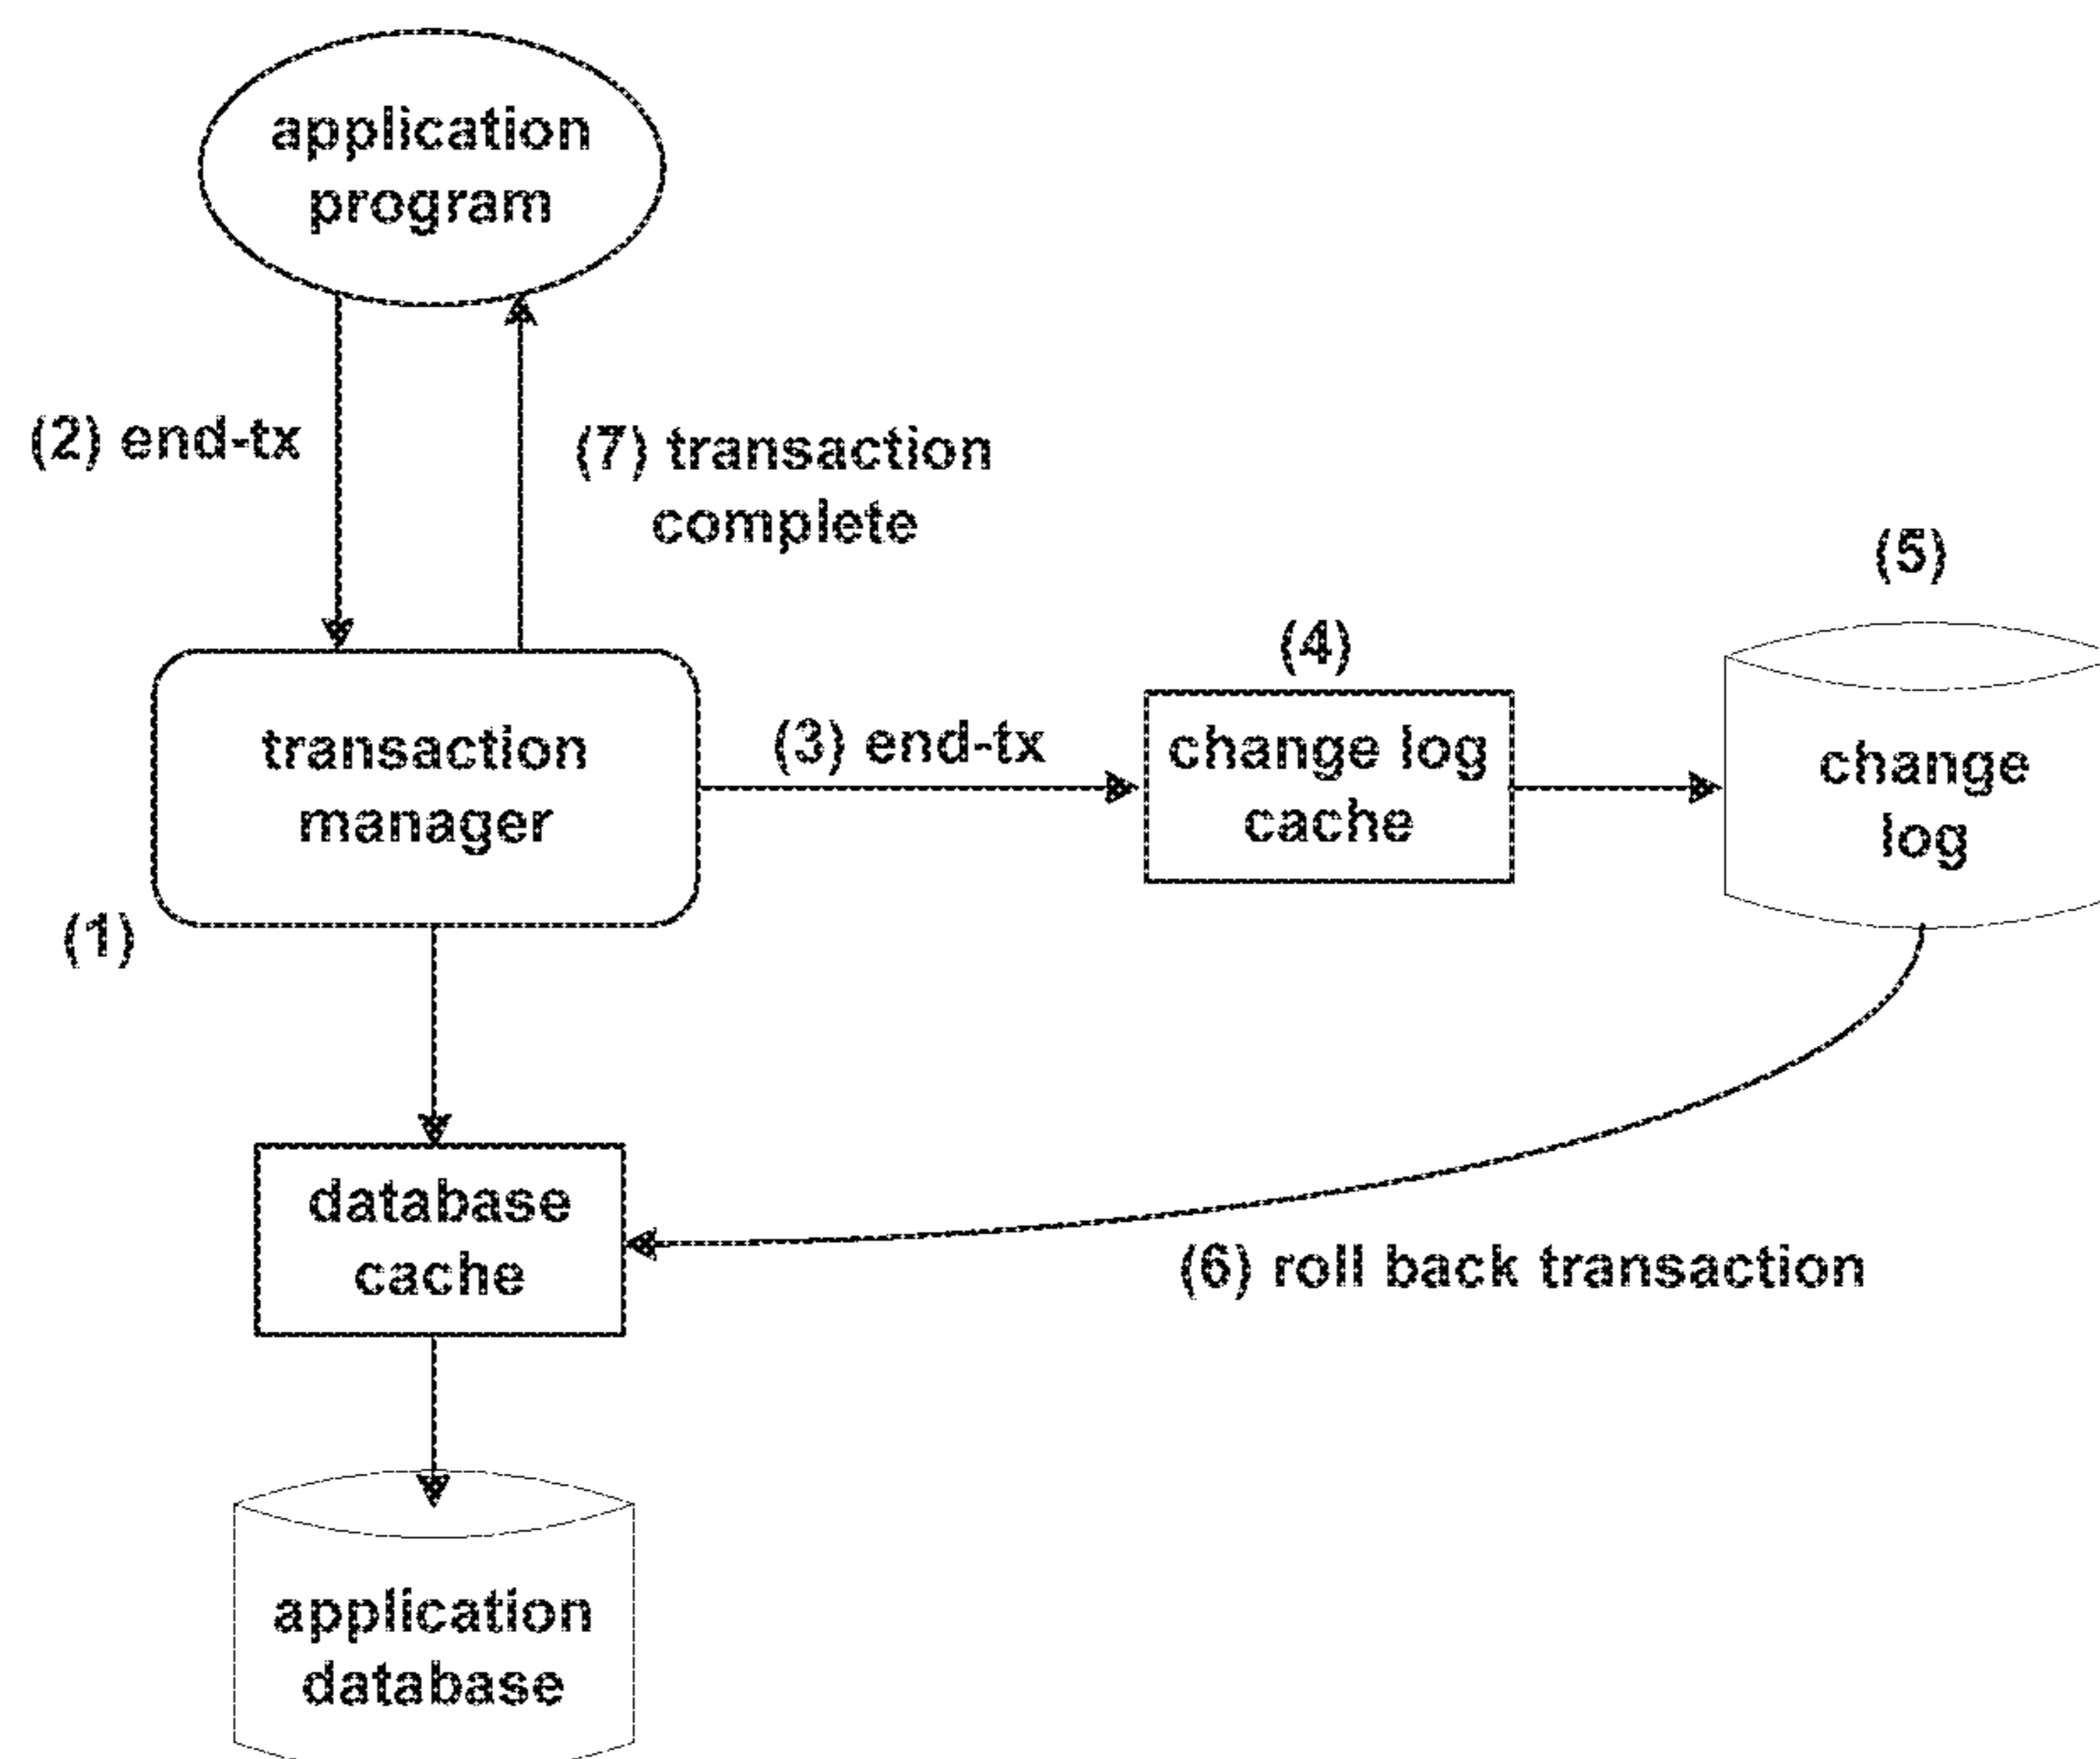 application
program
(2) end-tx
(7) transaction
complete
(5)
(4)
transaction
manager
(3) end-tx
change log
cache
change
log
(1)
database
cache
(6) roll back transaction
application
database